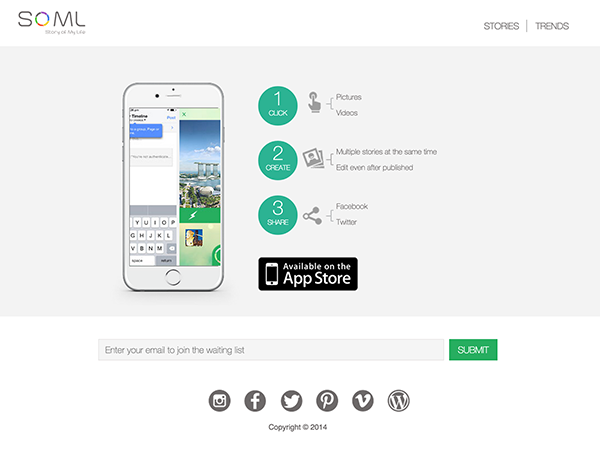 SOML
Story of My Life
STORIES
TRENDS
1
CLICK
Pictures
Videos
2
CREATE
Multiple stories at the same time
Edit even after published
3
SHARE
Facebook
Twitter
Timeline
Post
Y U I O P
G H J K L
V B N M
space
return
Available on the
App Store
Enter your email to join the waiting list
SUBMIT
Copyright © 2014